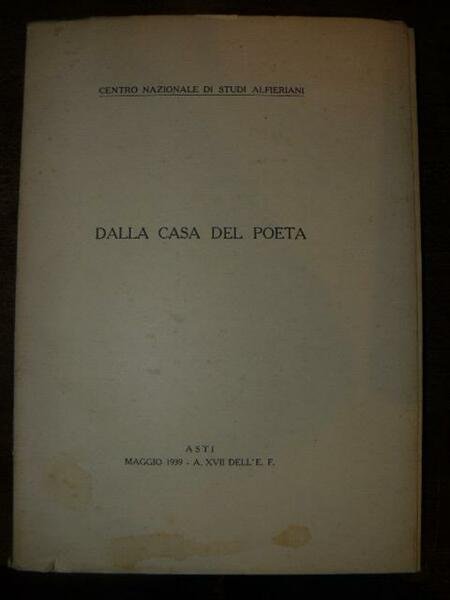 CENTRO NAZIONALE DI STUDI ALFIERIANI
DALLA CASA DEL POETA
ASTI
MAGGIO 1939 - A. XVII DELL'E. F.